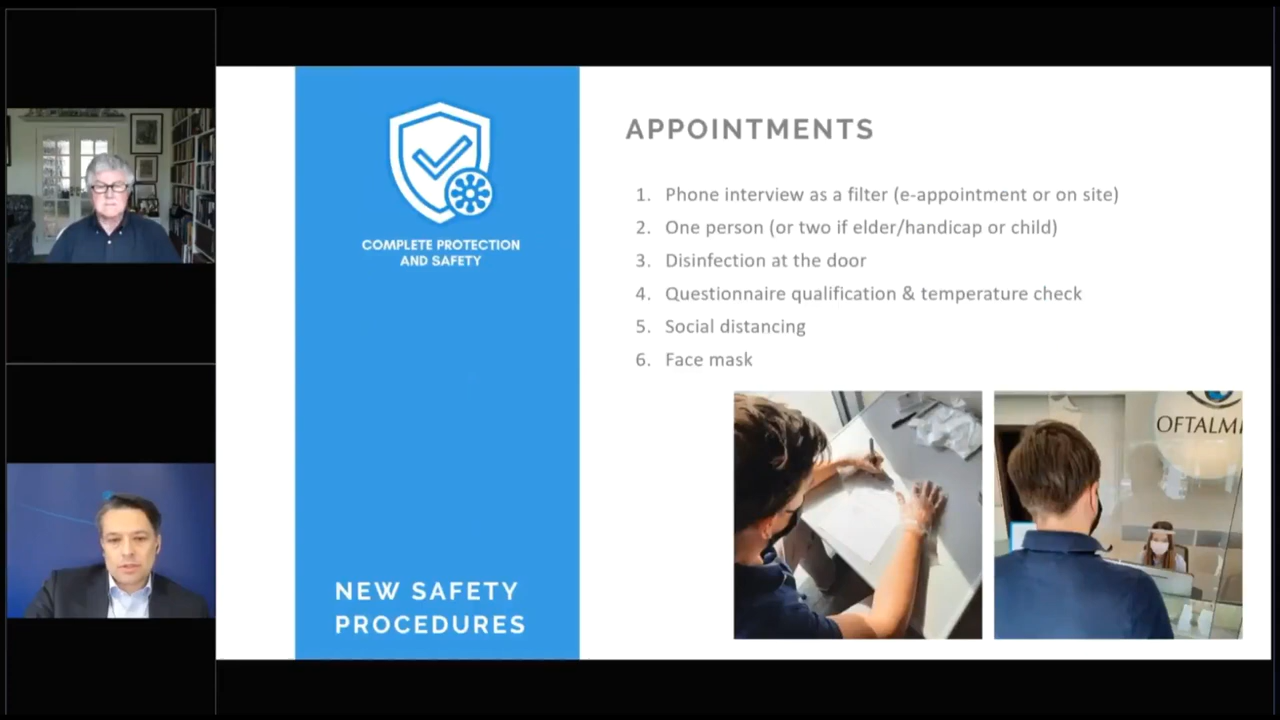 COMPLETE PROTECTION
AND SAFETY
NEW SAFETY
PROCEDURES
APPOINTMENTS
1. Phone interview as a filter (e-appointment or on site)
2. One person (or two if elder/handicap or child)
3. Disinfection at the door
4. Questionnaire qualification & temperature check
5. Social distancing
6. Face mask